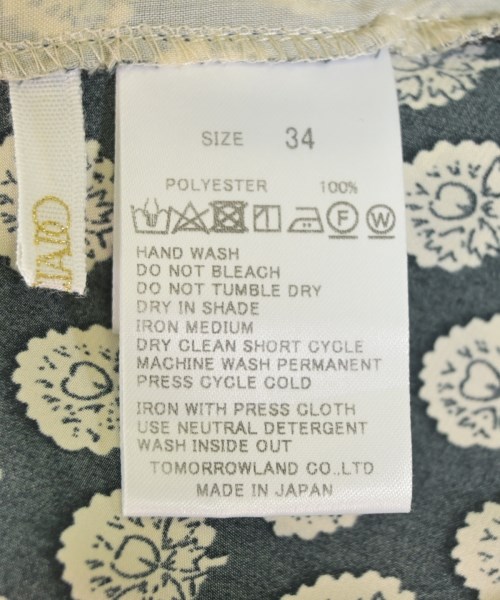 SIZE 34
POLYESTER 100%
F W
HAND WASH
DO NOT BLEACH
DO NOT TUMBLE DRY
DRY IN SHADE
IRON MEDIUM
DRY CLEAN SHORT CYCLE
MACHINE WASH PERMANENT
PRESS CYCLE COLD
IRON WITH PRESS CLOTH
USE NEUTRAL DETERGENT
WASH INSIDE OUT
TOMORROWLAND CO.,LTD
MADE IN JAPAN